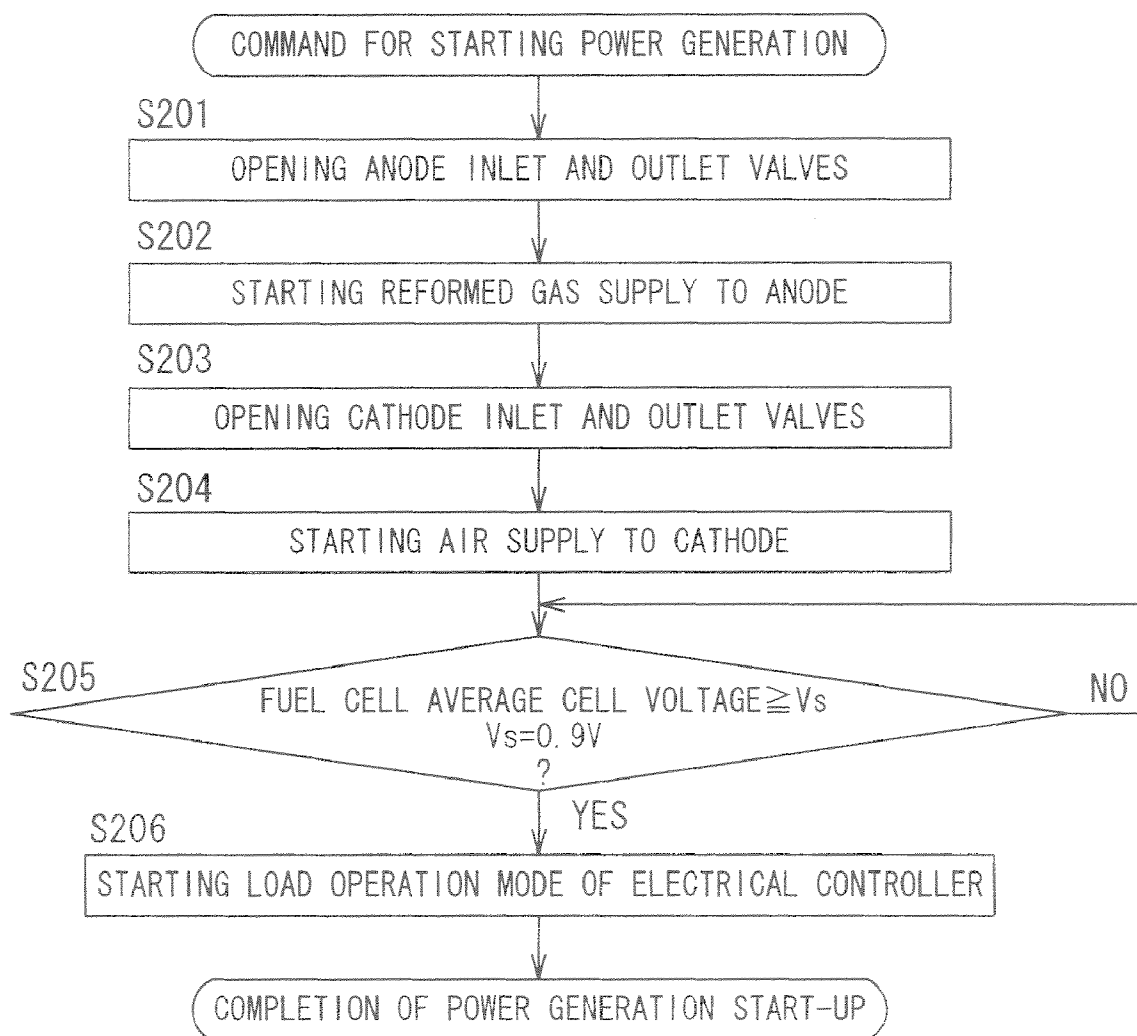 COMMAND FOR STARTING POWER GENERATION
S201
OPENING ANODE INLET AND OUTLET VALVES
S202
STARTING REFORMED GAS SUPPLY TO ANODE
S203
OPENING CATHODE INLET AND OUTLET VALVES
S204
STARTING AIR SUPPLY TO CATHODE
S205
FUEL CELL AVERAGE CELL VOLTAGE≧Vs
NO
Vs=0.9V
?
YES
S206
STARTING LOAD OPERATION MODE OF ELECTRICAL CONTROLLER
COMPLETION OF POWER GENERATION START-UP